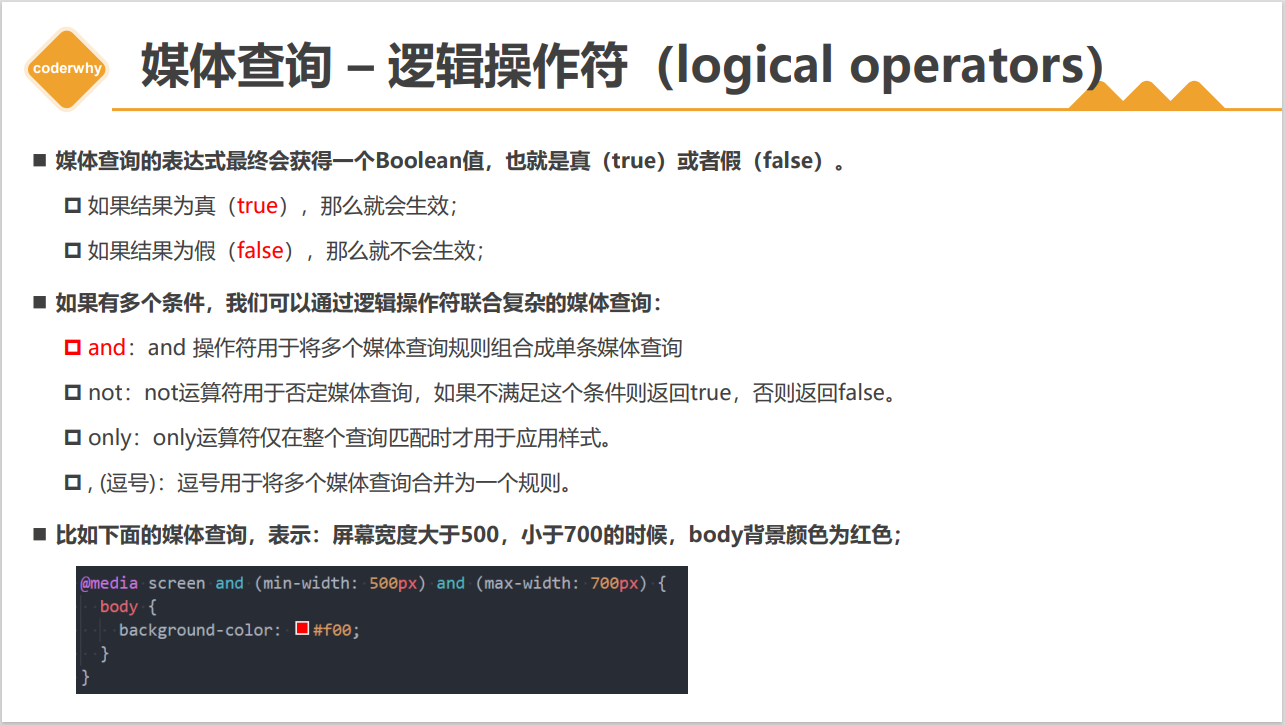 coderwhy
媒体查询 – 逻辑操作符（logical operators）
媒体查询的表达式最终会获得一个Boolean值，也就是真（true）或者假（false）。
如果结果为真（true），那么就会生效；
如果结果为假（false），那么就不会生效；
如果有多个条件，我们可以通过逻辑操作符联合复杂的媒体查询：
and：and 操作符用于将多个媒体查询规则组合成单条媒体查询
not：not运算符用于否定媒体查询，如果不满足这个条件则返回true，否则返回false。
only：only运算符仅在整个查询匹配时才用于应用样式。
, (逗号)：逗号用于将多个媒体查询合并为一个规则。
比如下面的媒体查询，表示：屏幕宽度大于500，小于700的时候，body背景颜色为红色；
@media screen and (min-width: 500px) and (max-width: 700px) {
body {
background-color: #f00;
}
}